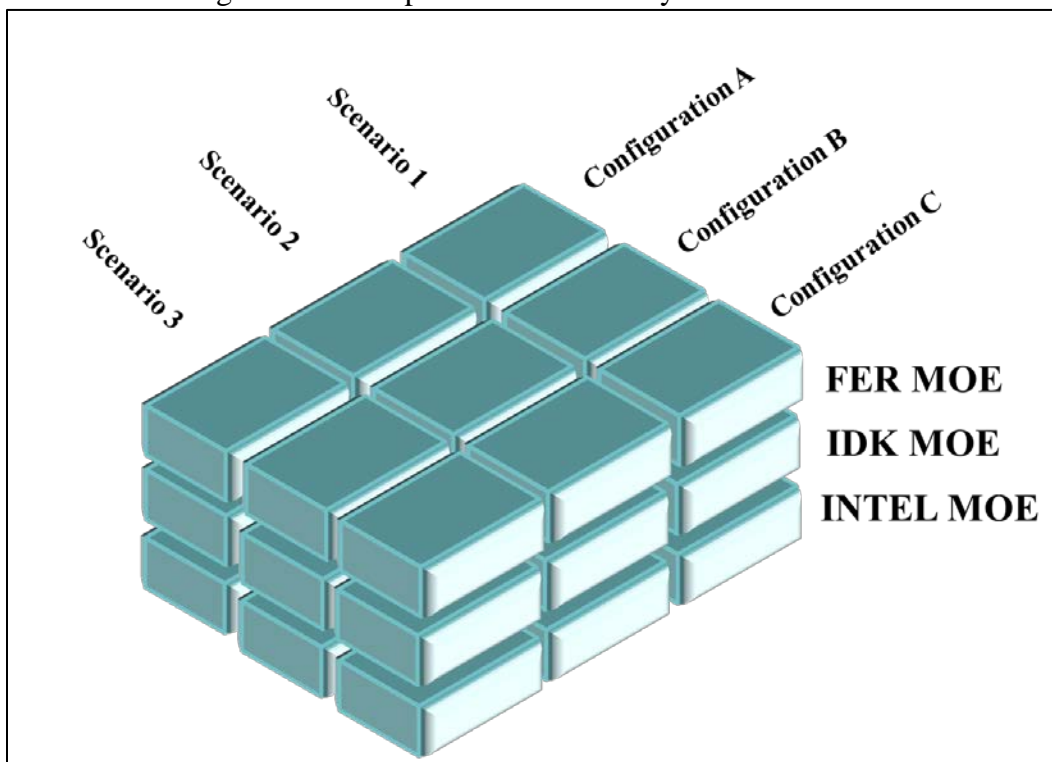 Scenario 1
Configuration A
Scenario 2
Configuration B
Scenario 3
Configuration C
FER MOE
IDK MOE
INTEL MOE